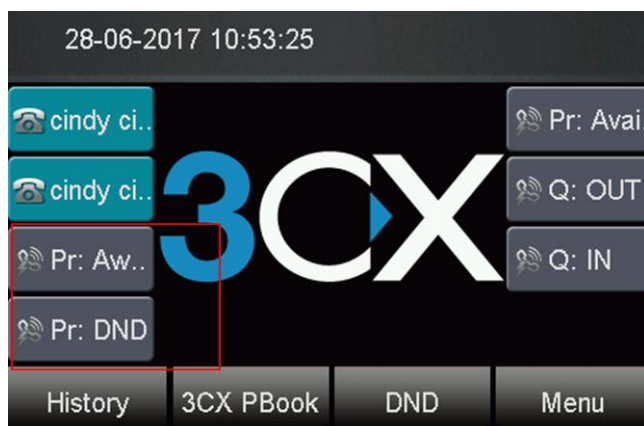 28-06-2017 10:53:25
cindy ci..
cindy ci..
Pr: Aw..
Pr: DND
3CX
Pr: Avai
Q: OUT
Q: IN
History
3CX PBook
DND
Menu